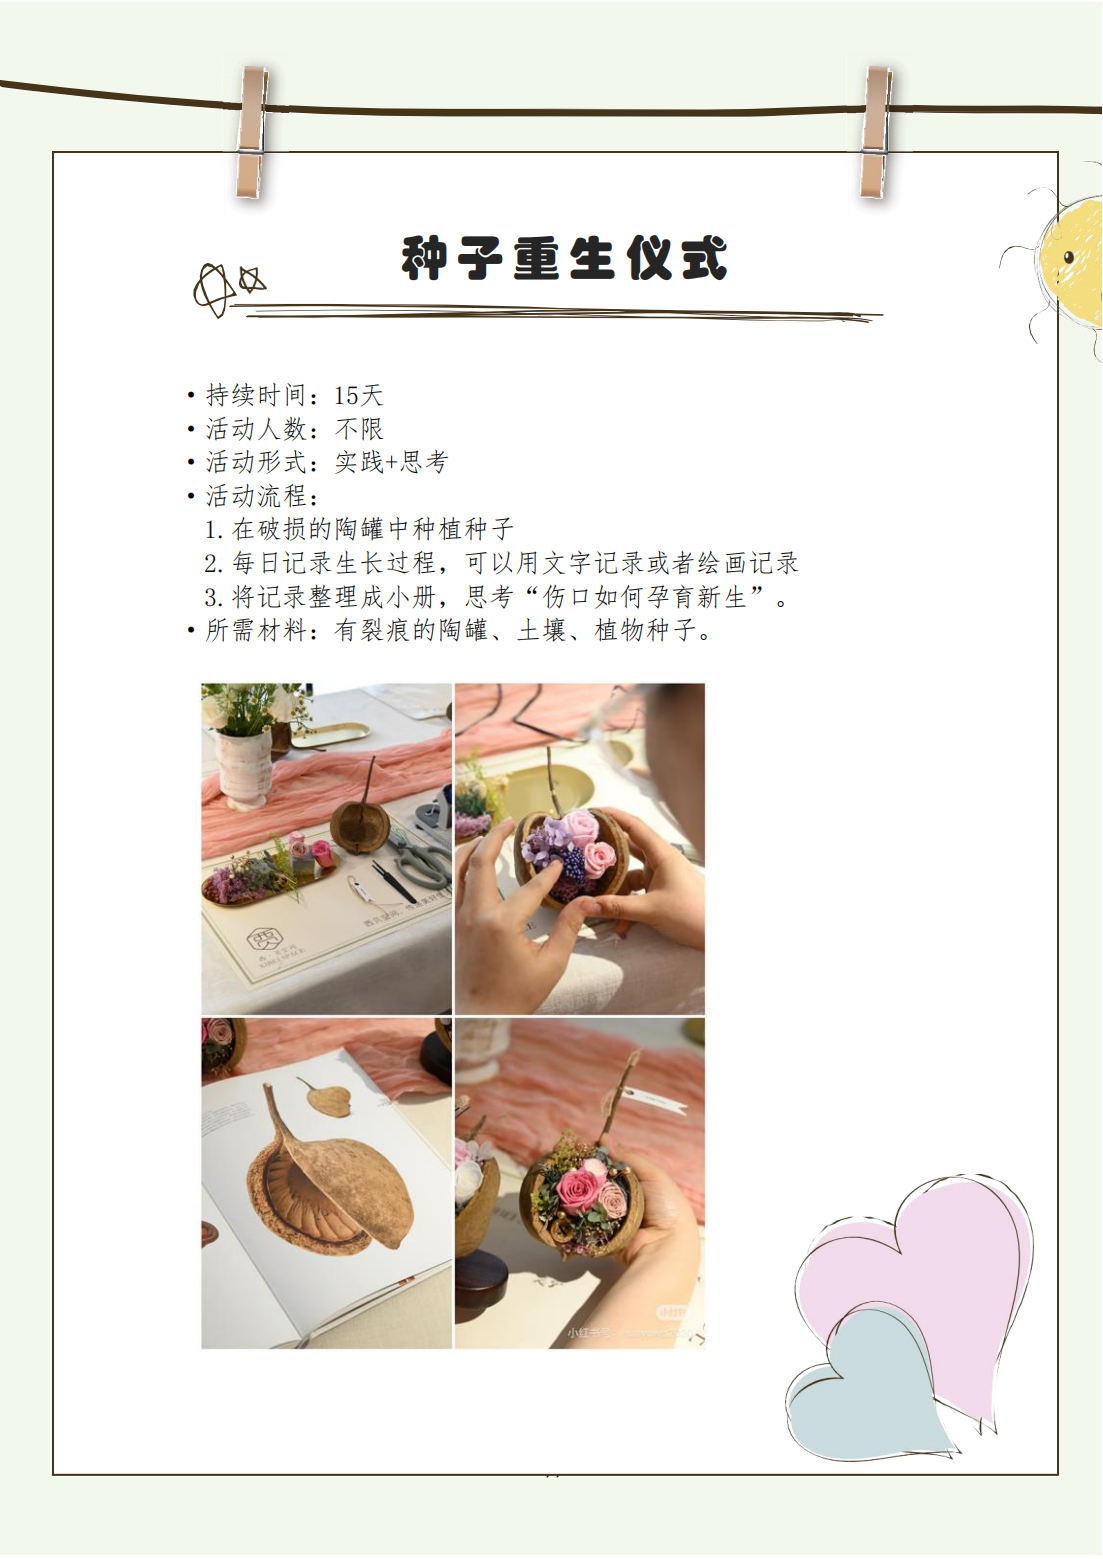 种子重生仪式
•持续时间：15天
•活动人数：不限
•活动形式：实践+思考
•活动流程：
1.在破损的陶罐中种植种子
2.每日记录生长过程，可以用文字记录或者绘画记录
3.将记录整理成小册，思考“伤口如何孕育新生”。
•所需材料：有裂痕的陶罐、土壤、植物种子。
小红书
小红书号：